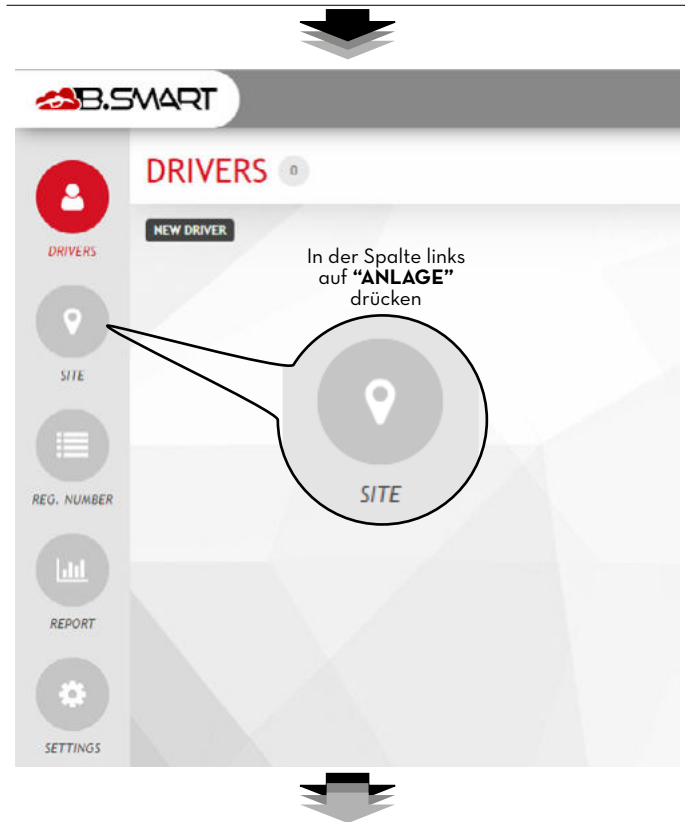 B.SMART
DRIVERS 0
NEW DRIVER
DRIVERS
In der Spalte links
auf “ANLAGE”
drücken
SITE
SITE
REG. NUMBER
REPORT
SETTINGS